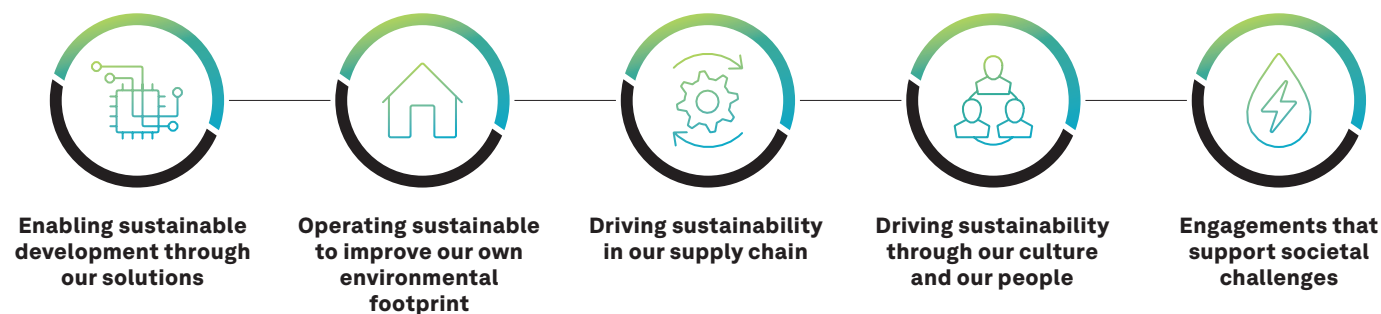 Enabling sustainable
development through
our solutions
Operating sustainable
to improve our own
environmental
footprint
Driving sustainability
in our supply chain
Driving sustainability
through our culture
and our people
Engagements that
support societal
challenges